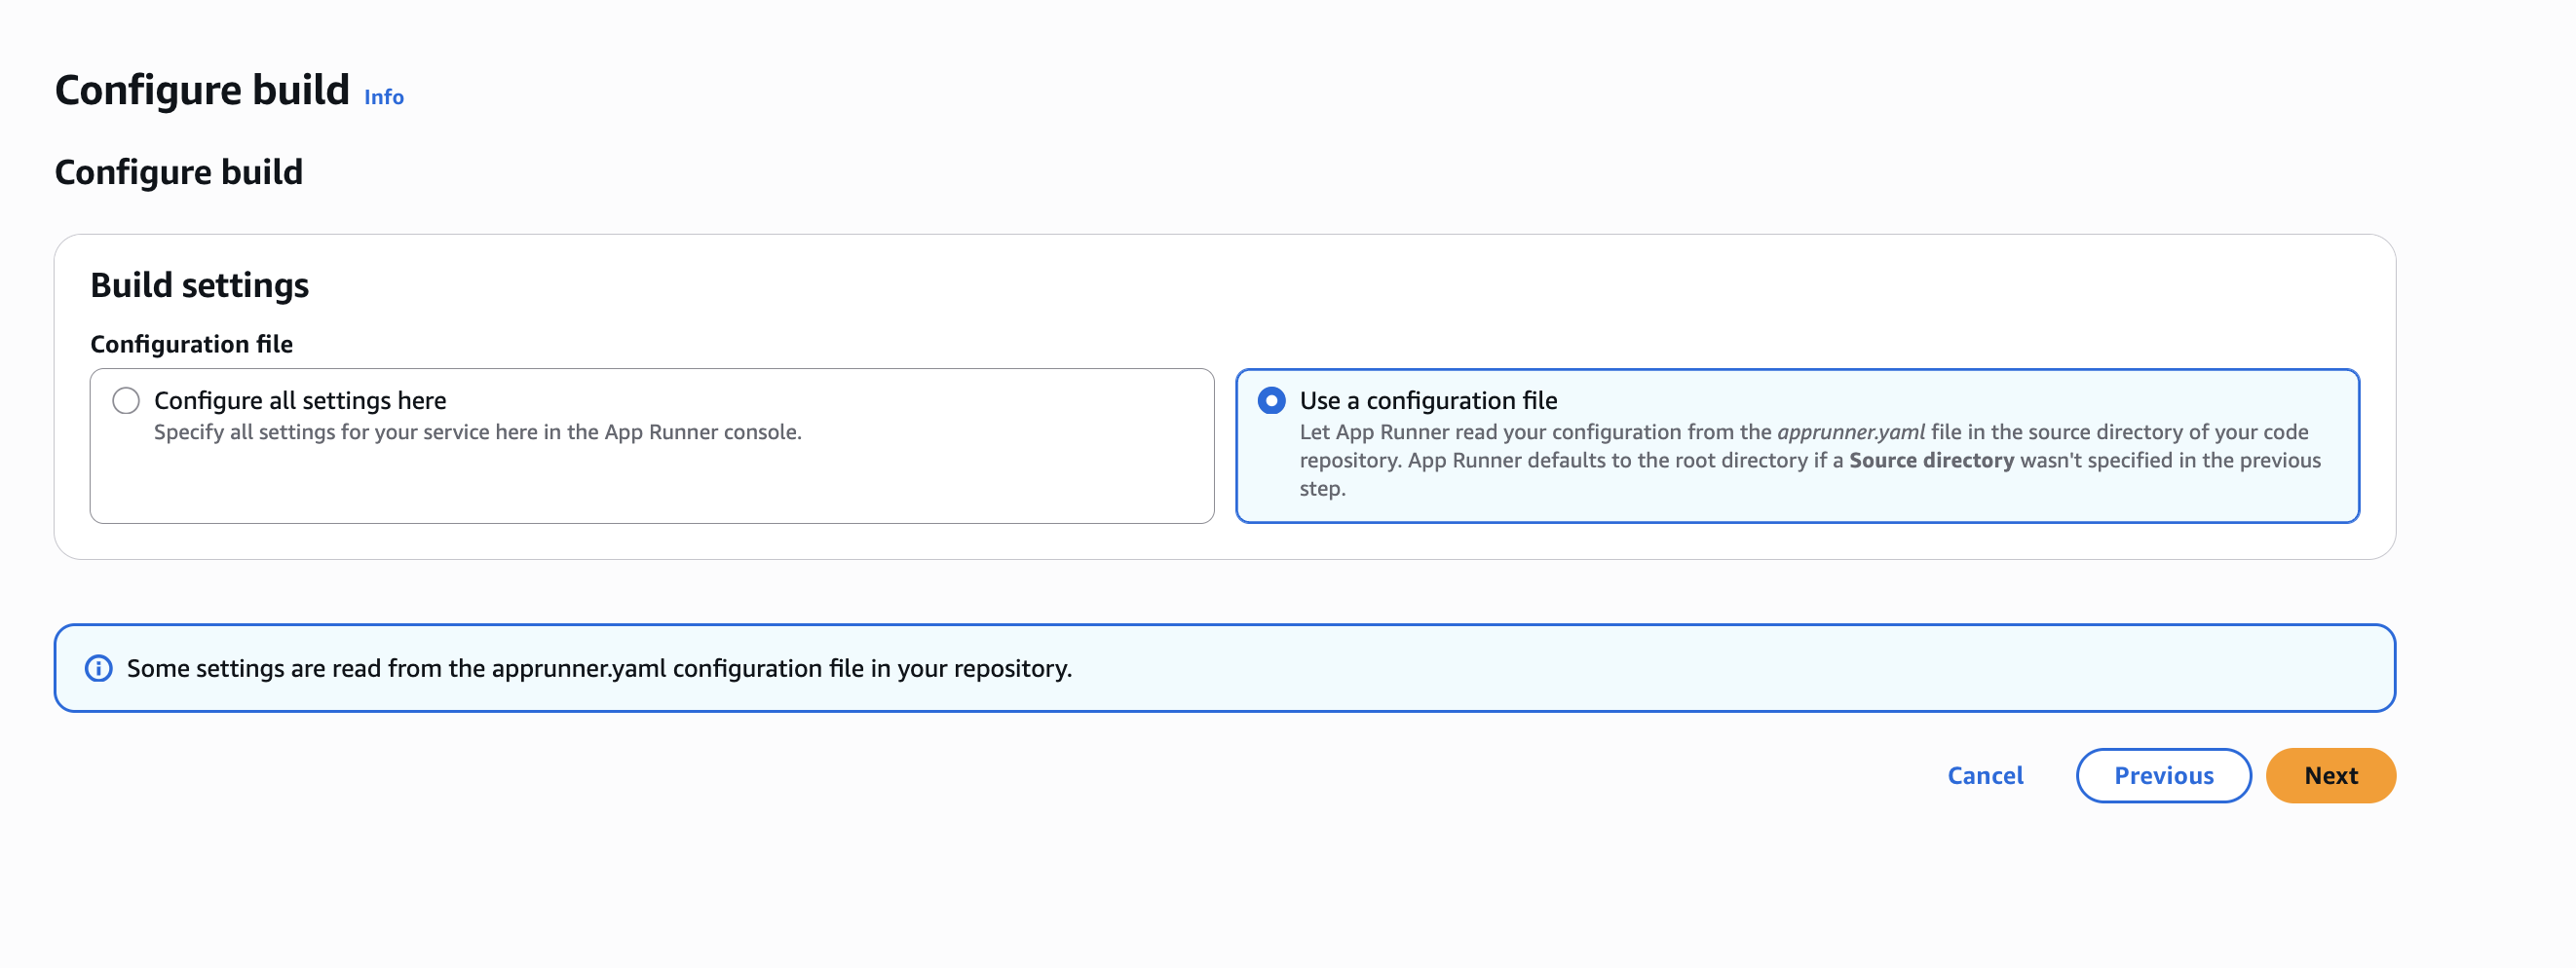 Configure build Info
Configure build
Build settings
Configuration file
Configure all settings here
Specify all settings for your service here in the App Runner console.
Use a configuration file
Let App Runner read your configuration from the apprunner.yaml file in the source directory of your code
repository. App Runner defaults to the root directory if a Source directory wasn't specified in the previous
step.
Some settings are read from the apprunner.yaml configuration file in your repository.
Cancel Previous Next